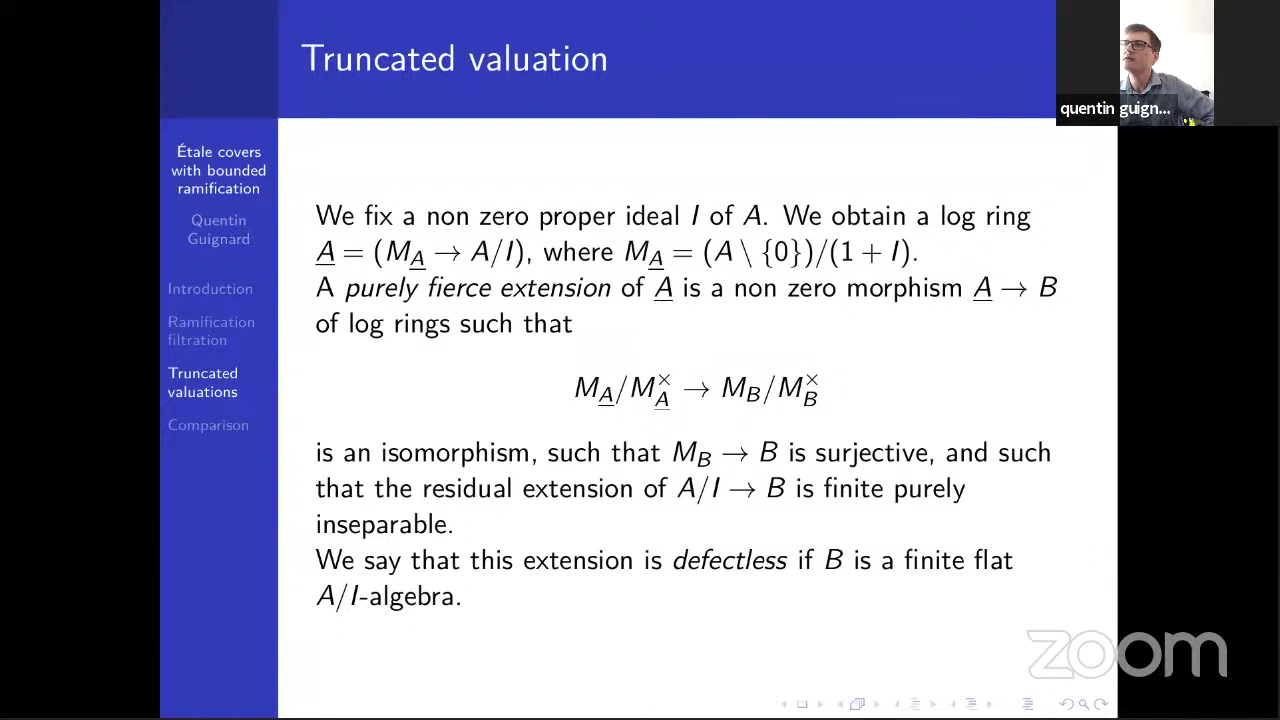 Truncated valuation
quentin guign...
Étale covers
with bounded
ramification
Quentin
Guignard
Introduction
Ramification
filtration
Truncated
valuations
Comparison
We fix a non zero proper ideal I of A. We obtain a log ring
A = (M_A → A/I), where M_A = (A \ {0})/(1 + I).
A purely fierce extension of A is a non zero morphism A → B
of log rings such that
M_A/M_A^× → M_B/M_B^×
is an isomorphism, such that M_B → B is surjective, and such
that the residual extension of A/I → B is finite purely
inseparable.
We say that this extension is defectless if B is a finite flat
A/I-algebra.
zoom